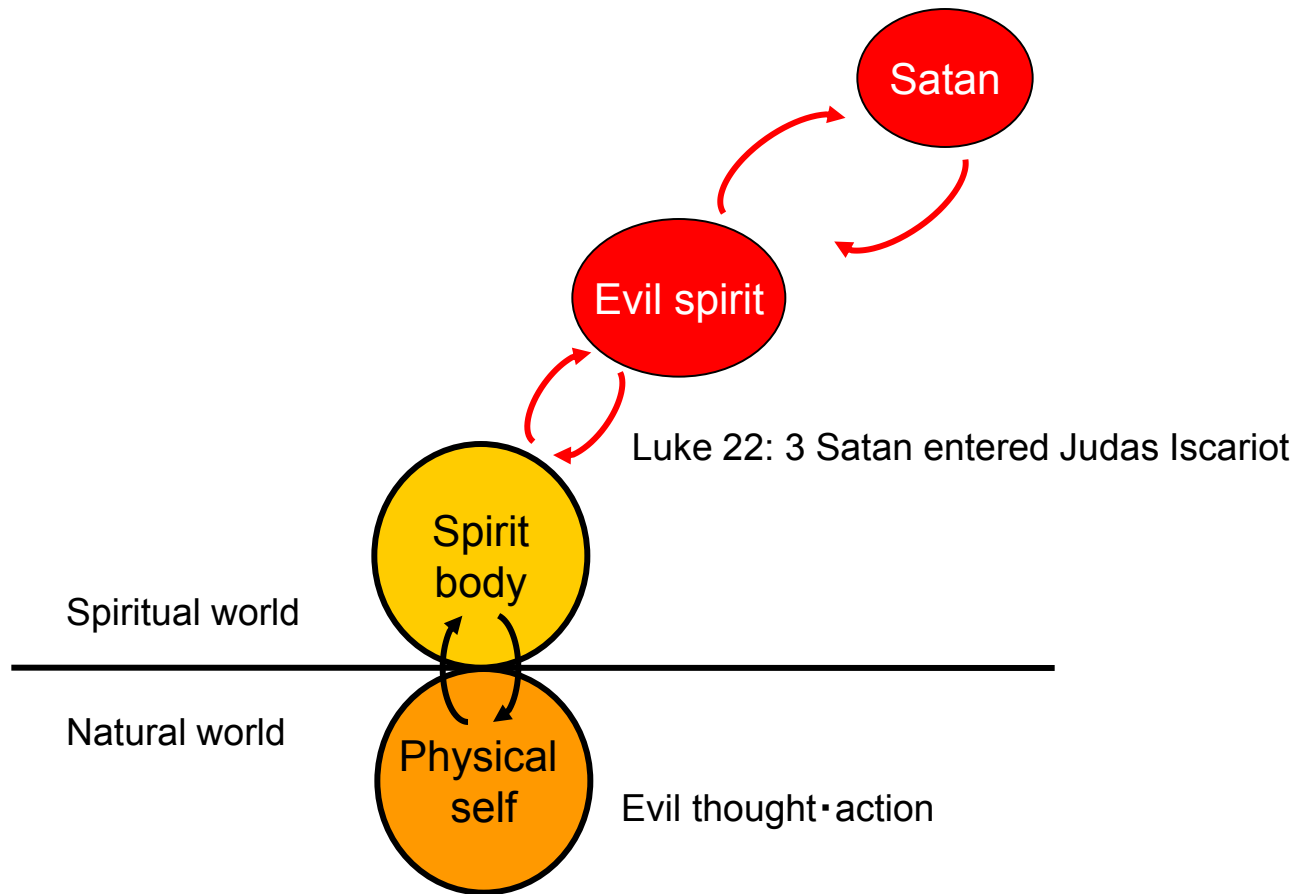 Satan
Evil spirit
Luke 22: 3 Satan entered Judas Iscariot
Spirit
body
Spiritual world
Natural world
Physical
self
Evil thought・action